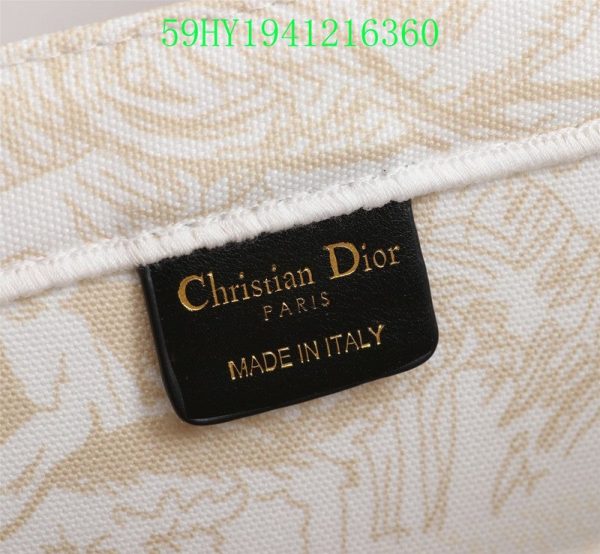 59HY1941216360
Christian Dior
PARIS
MADE IN ITALY